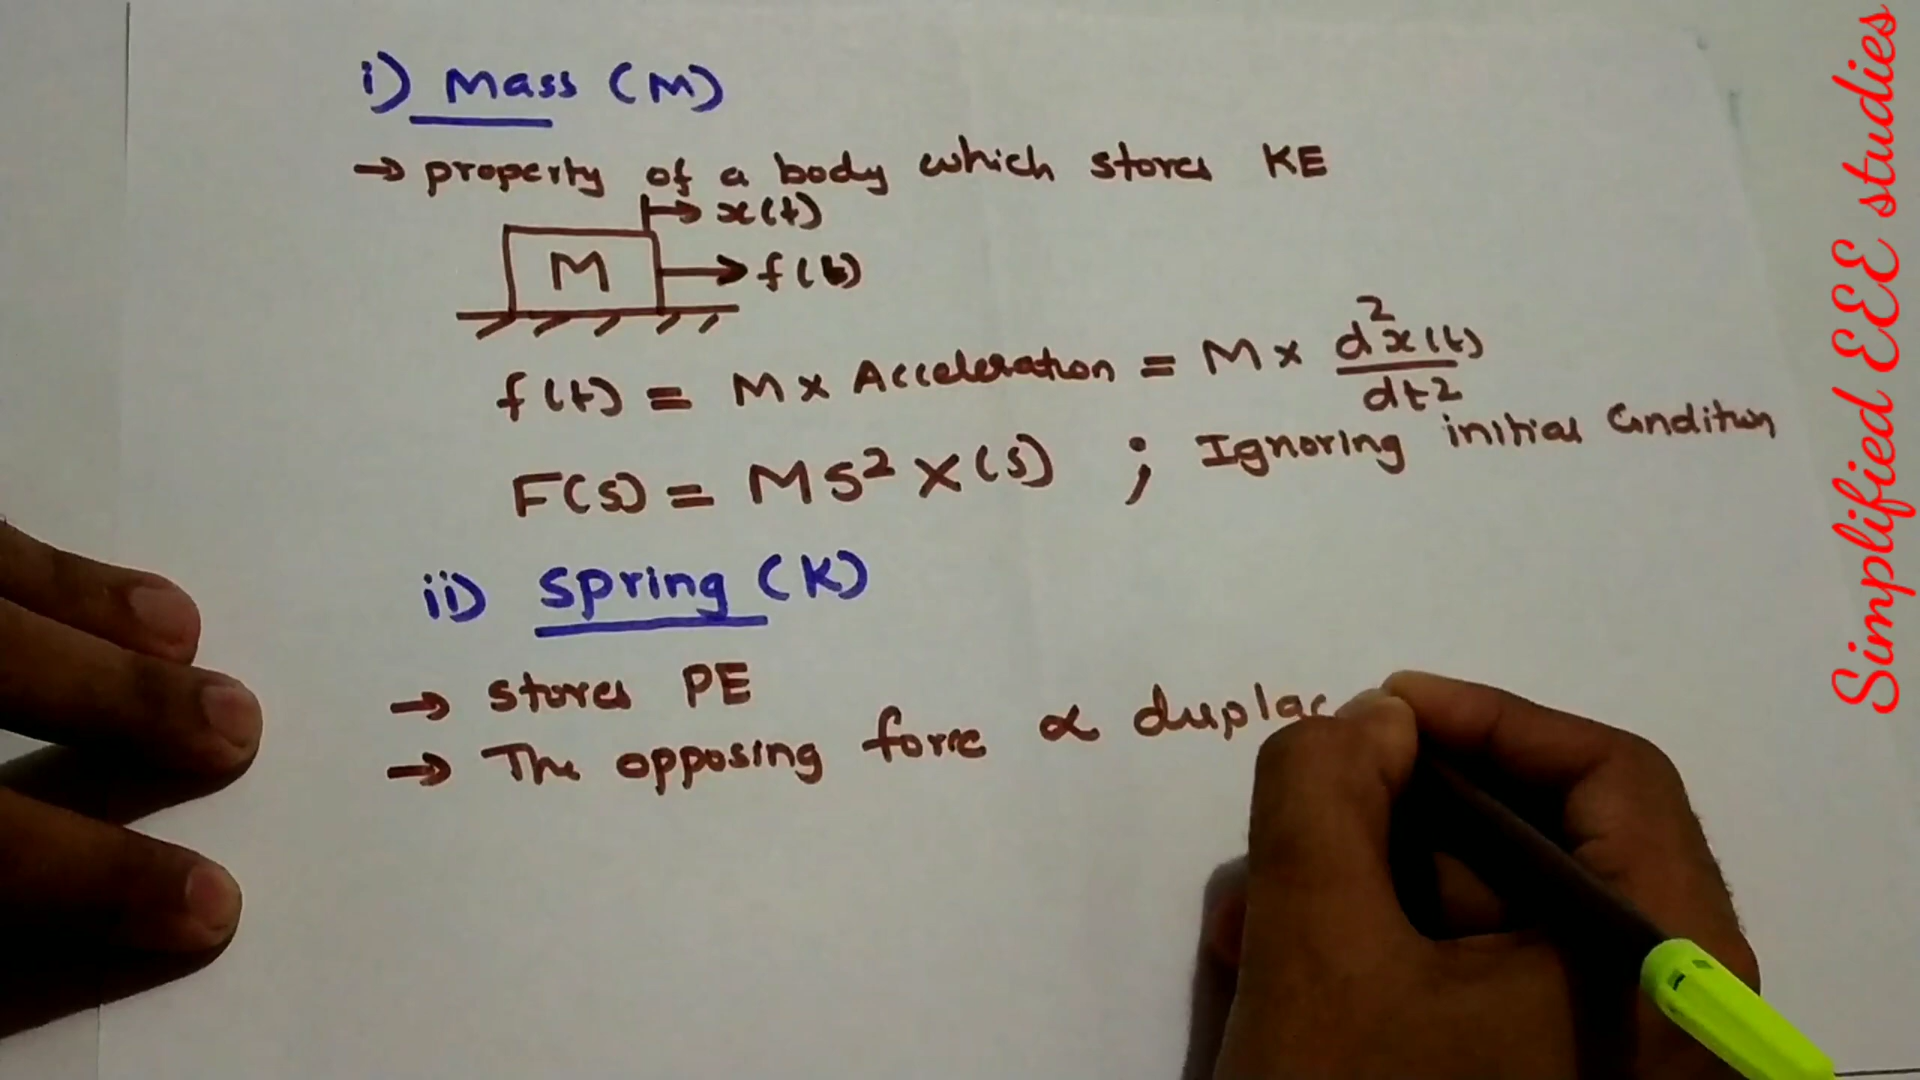 i) Mass (M)
→ property of a body which stores KE
x(t)
M
f(t)
f(t) = M× Acceleration = M× d²x(t)/dt2
F(s) = MS² X(s) ; Ignoring initial Condition
ii) Spring (K)
→ stores PE
→ The opposing force ∝ displac
Simplified EEE studies